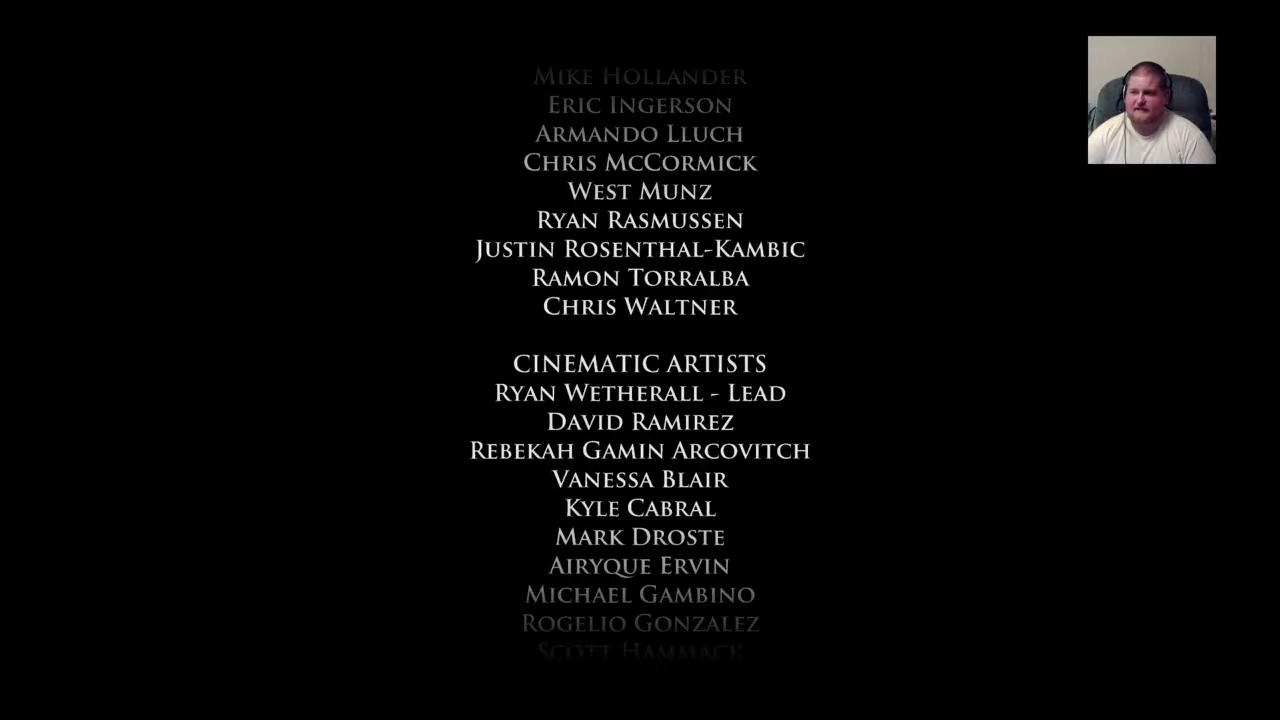 MIKE HOLLANDER
ERIC INGERSON
ARMANDO LLUCH
CHRIS MCCORMICK
WEST MUNZ
RYAN RASMUSSEN
JUSTIN ROSENTHAL-KAMBIC
RAMON TORRALBA
CHRIS WALTNER
CINEMATIC ARTISTS
RYAN WETHERALL - LEAD
DAVID RAMIREZ
REBEKAH GAMIN ARCOVITCH
VANESSA BLAIR
KYLE CABRAL
MARK DROSTE
AIRYQUE ERVIN
MICHAEL GAMBINO
ROGELIO GONZALEZ
SCOTT HAMMACK